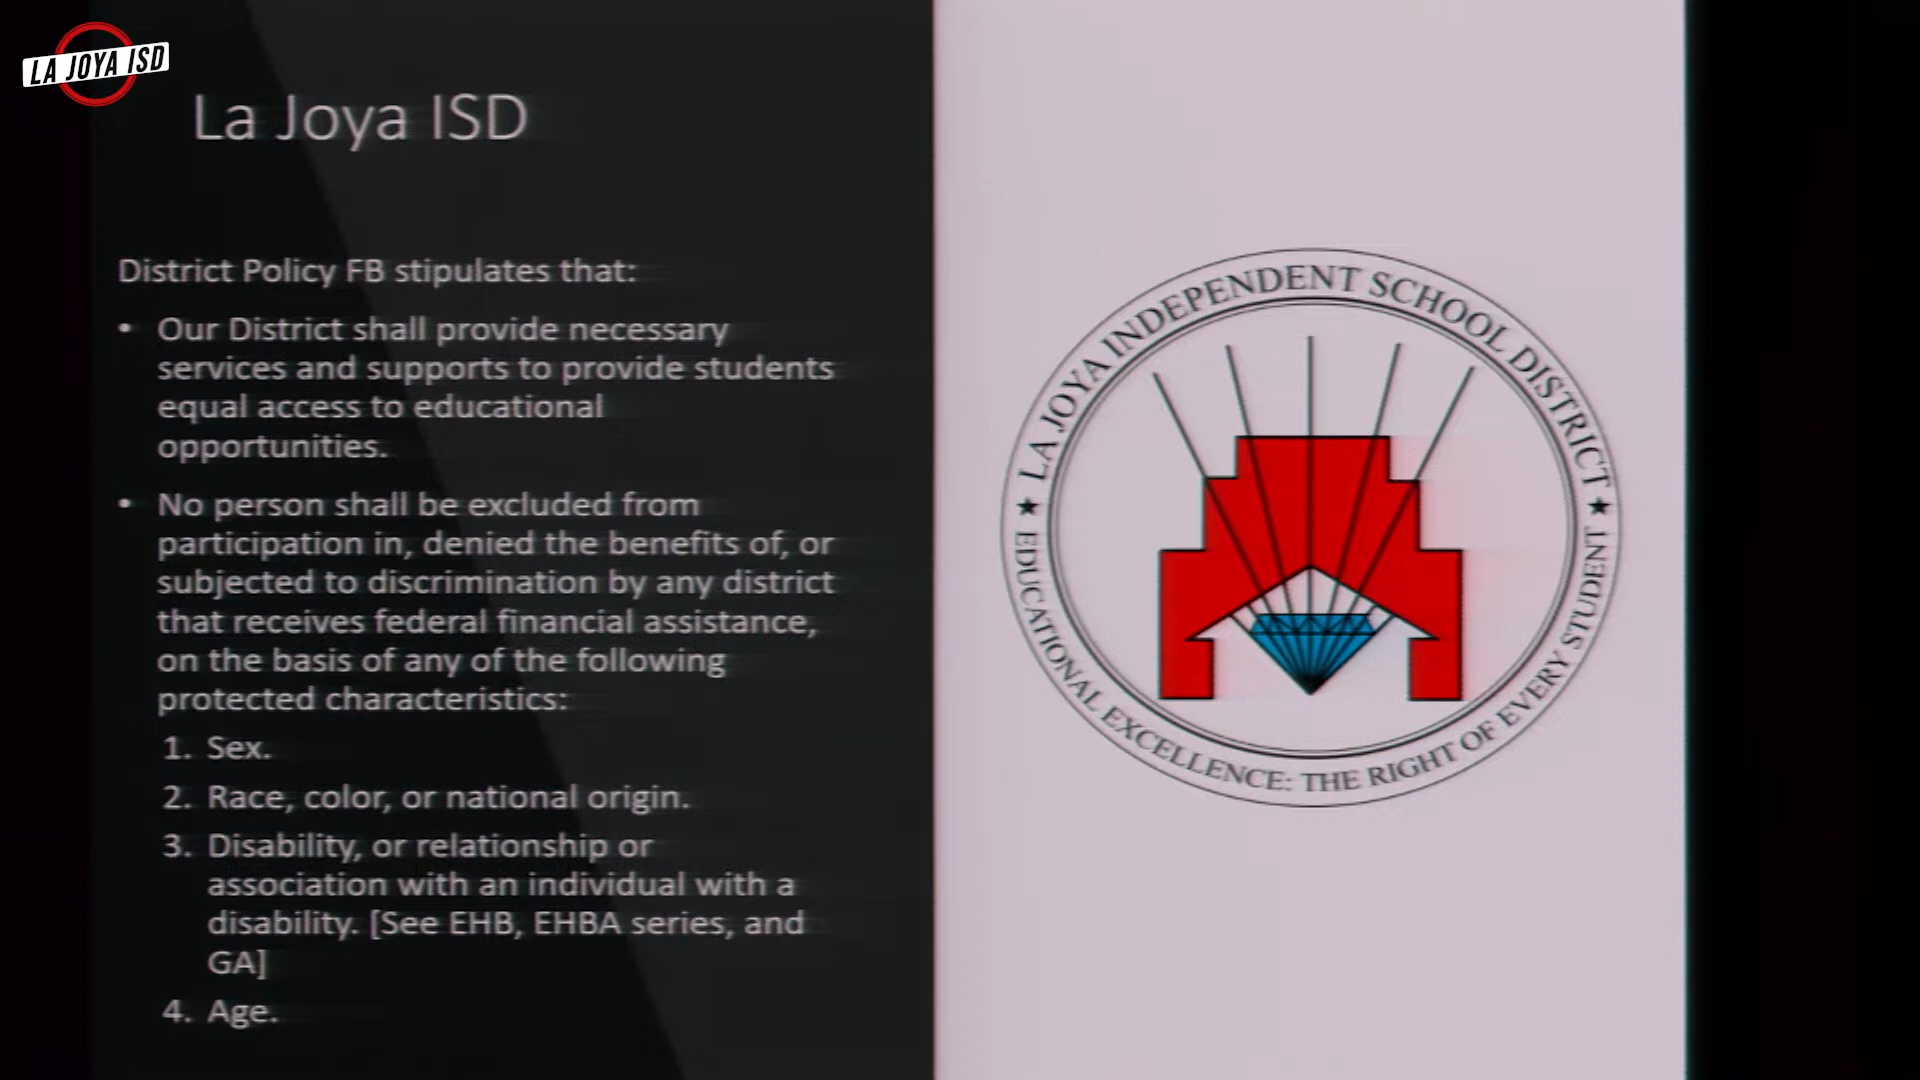 LA JOYA ISD
La Joya ISD
District Policy FB stipulates that:
• Our District shall provide necessary
services and supports to provide students
equal access to educational
opportunities.
• No person shall be excluded from
participation in, denied the benefits of, or
subjected to discrimination by any district
that receives federal financial assistance,
on the basis of any of the following
protected characteristics:
1. Sex.
2. Race, color, or national origin.
3. Disability, or relationship or
association with an individual with a
disability. [See EHB, EHBA series, and
GA]
4. Age.
LA JOYA INDEPENDENT SCHOOL DISTRICT
★ EDUCATIONAL EXCELLENCE: THE RIGHT OF EVERY STUDENT ★